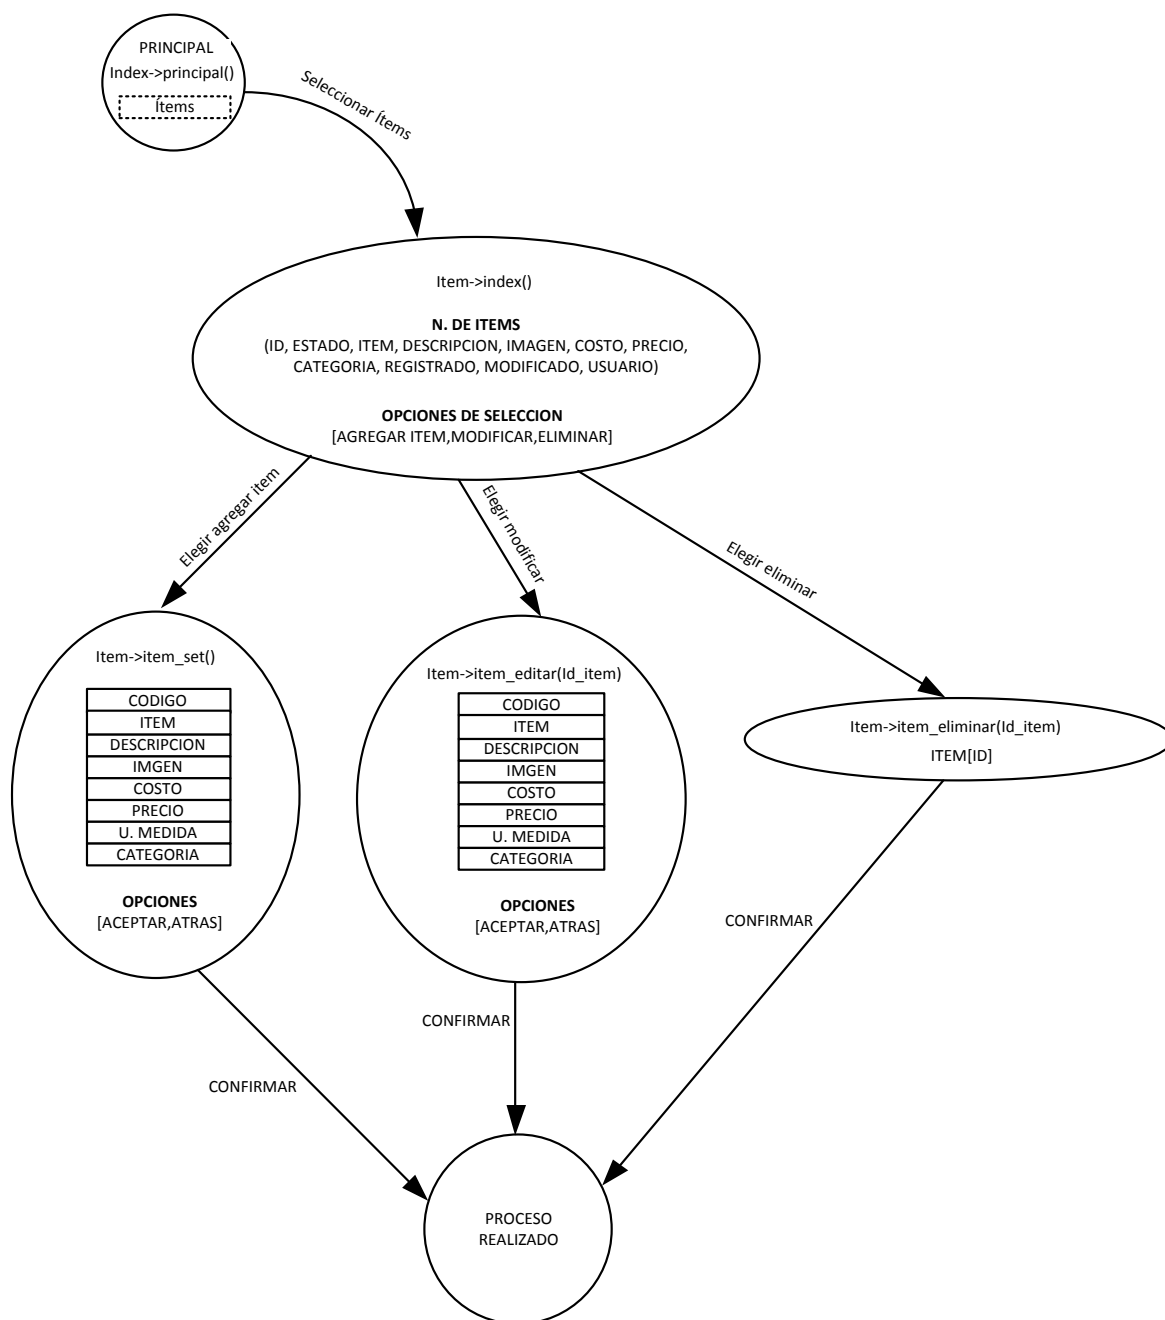 PRINCIPAL
Index->principal()
Ítems
Seleccionar Ítems
Item->index()
N. DE ITEMS
(ID, ESTADO, ITEM, DESCRIPCION, IMAGEN, COSTO, PRECIO,
CATEGORIA, REGISTRADO, MODIFICADO, USUARIO)
OPCIONES DE SELECCION
[AGREGAR ITEM,MODIFICAR,ELIMINAR]
Elegir agregar item
Elegir modificar
Elegir eliminar
Item->item_set()
CODIGO
ITEM
DESCRIPCION
IMGEN
COSTO
PRECIO
U. MEDIDA
CATEGORIA
OPCIONES
[ACEPTAR,ATRAS]
Item->item_editar(Id_item)
CODIGO
ITEM
DESCRIPCION
IMGEN
COSTO
PRECIO
U. MEDIDA
CATEGORIA
OPCIONES
[ACEPTAR,ATRAS]
Item->item_eliminar(Id_item)
ITEM[ID]
CONFIRMAR
CONFIRMAR
CONFIRMAR
PROCESO
REALIZADO